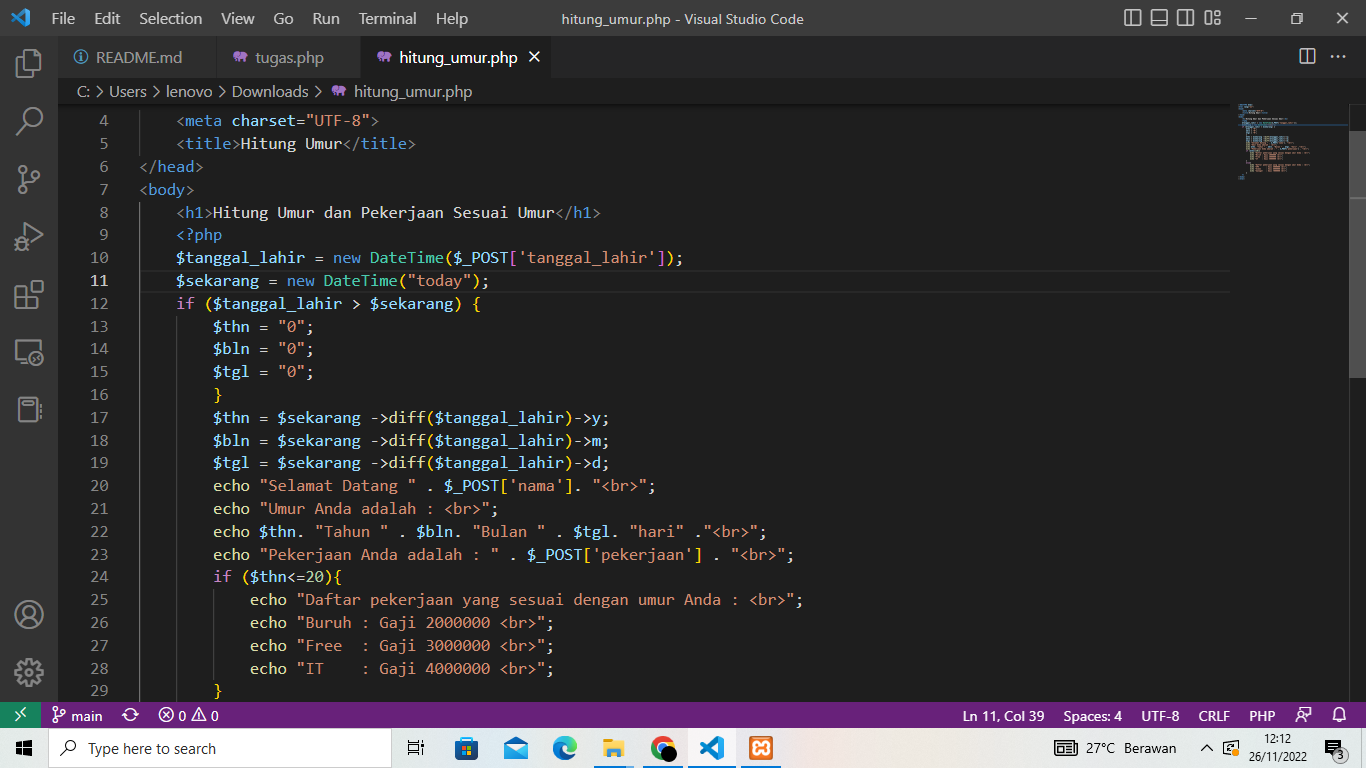 File Edit Selection View Go Run Terminal Help hitung_umur.php - Visual Studio Code
README.md tugas.php hitung_umur.php
C: > Users > lenovo > Downloads > hitung_umur.php
4 <meta charset="UTF-8">
5 <title>Hitung Umur</title>
6 </head>
7 <body>
8 <h1>Hitung Umur dan Pekerjaan Sesuai Umur</h1>
9 <?php
10 $tanggal_lahir = new DateTime($_POST['tanggal_lahir']);
11 $sekarang = new DateTime("today");
12 if ($tanggal_lahir > $sekarang) {
13 $thn = "0";
14 $bln = "0";
15 $tgl = "0";
16 }
17 $thn = $sekarang ->diff($tanggal_lahir)->y;
18 $bln = $sekarang ->diff($tanggal_lahir)->m;
19 $tgl = $sekarang ->diff($tanggal_lahir)->d;
20 echo "Selamat Datang " . $_POST['nama']. "<br>";
21 echo "Umur Anda adalah : <br>";
22 echo $thn. "Tahun " . $bln. "Bulan " . $tgl. "hari" ."<br>";
23 echo "Pekerjaan Anda adalah : " . $_POST['pekerjaan'] . "<br>";
24 if ($thn<=20){
25 echo "Daftar pekerjaan yang sesuai dengan umur Anda : <br>";
26 echo "Buruh : Gaji 2000000 <br>";
27 echo "Free  : Gaji 3000000 <br>";
28 echo "IT    : Gaji 4000000 <br>";
29 }
main 0 0 Ln 11, Col 39 Spaces: 4 UTF-8 CRLF PHP
Type here to search 27°C Berawan 12:12
26/11/2022 3